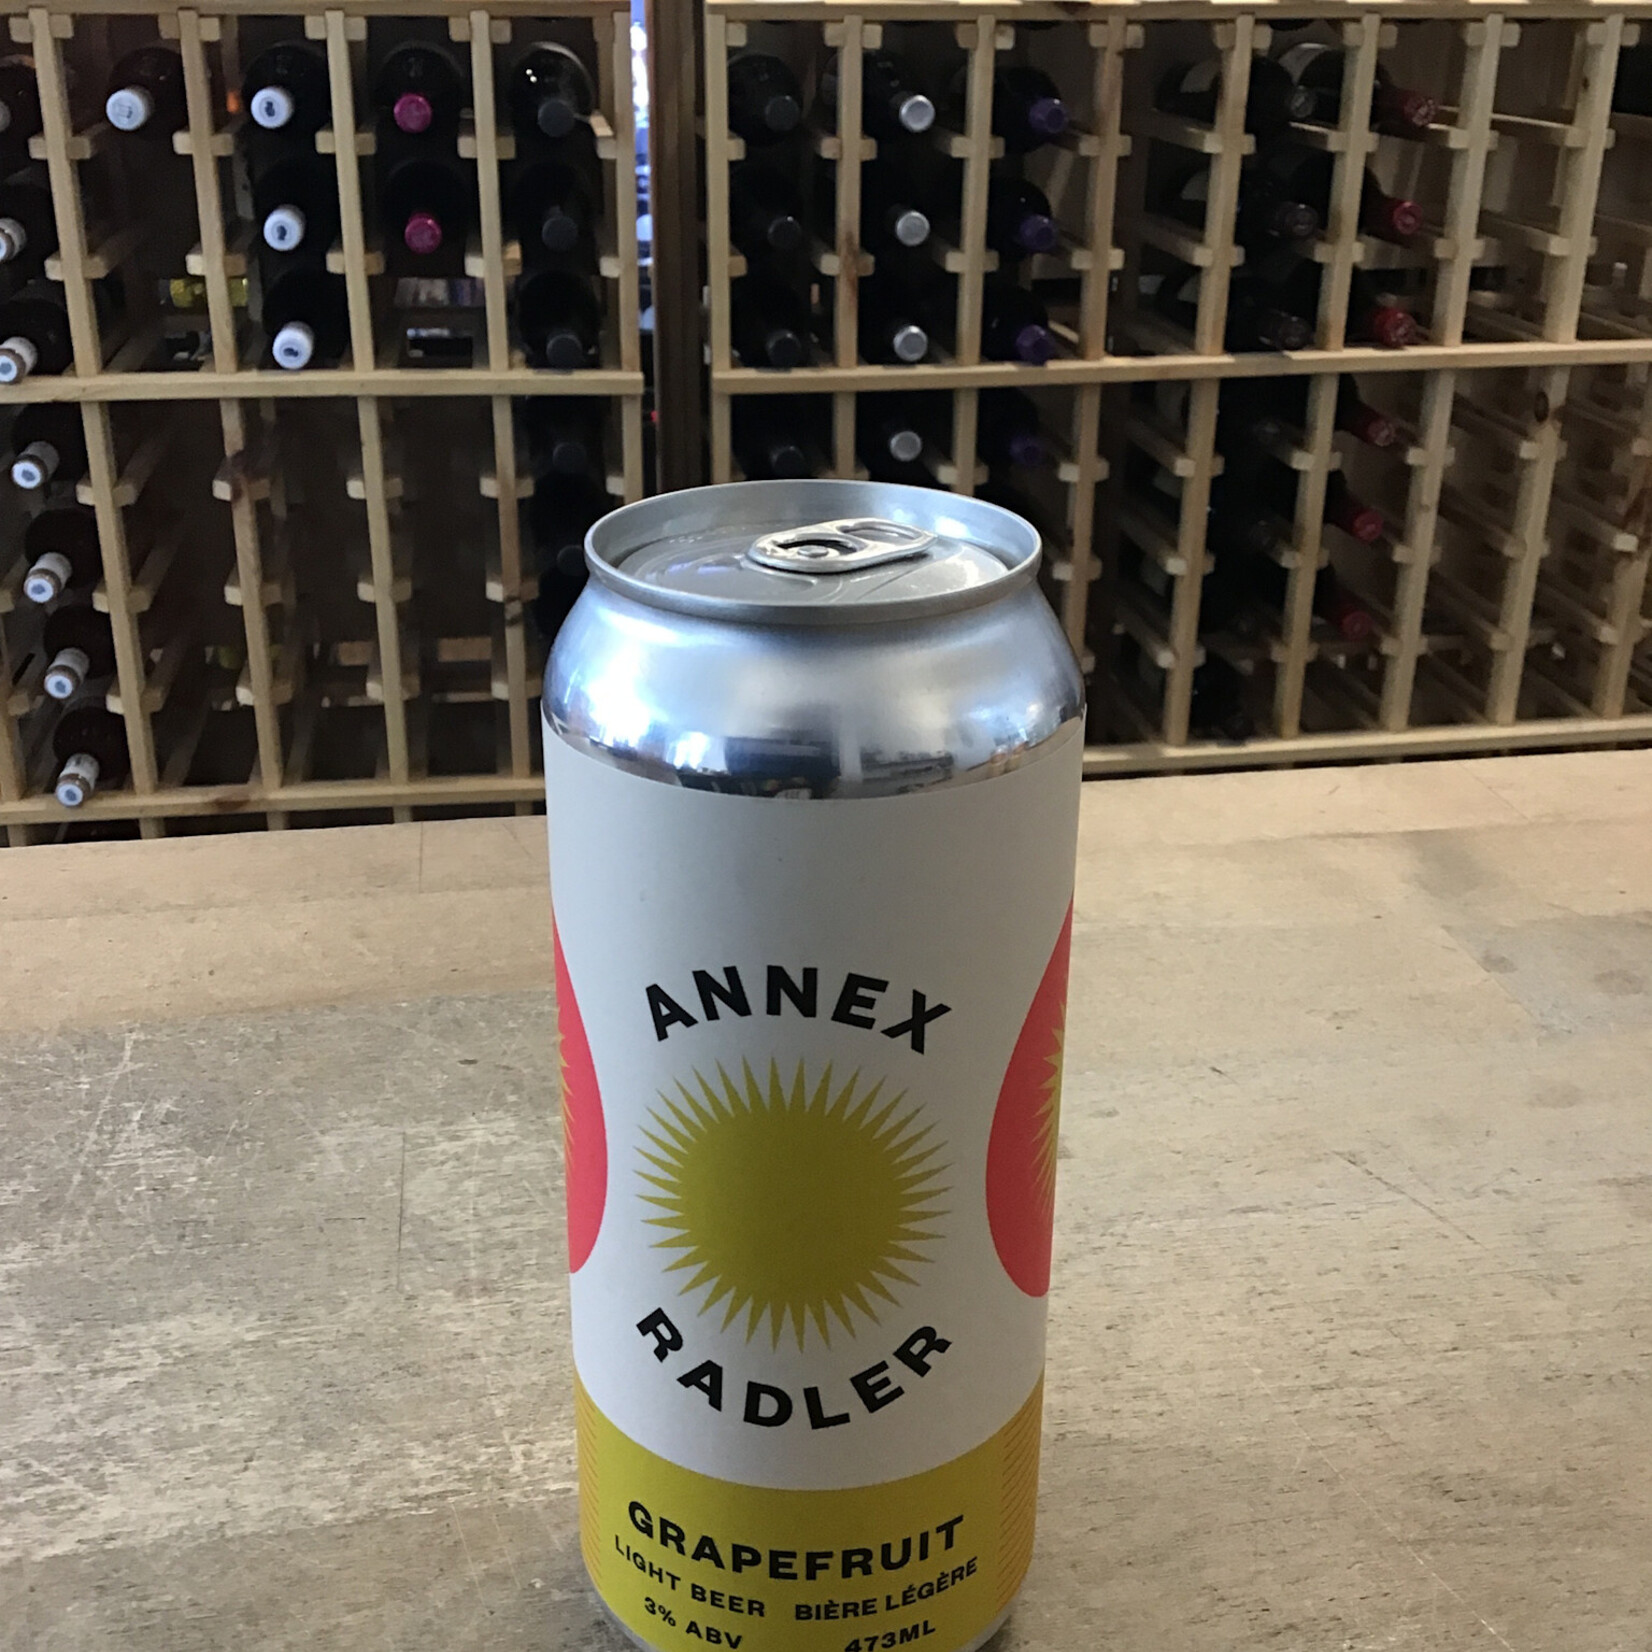 ANNEX
RADLER
GRAPEFRUIT
LIGHT BEER BIÈRE LÉGÈRE
3% ABV 473ML